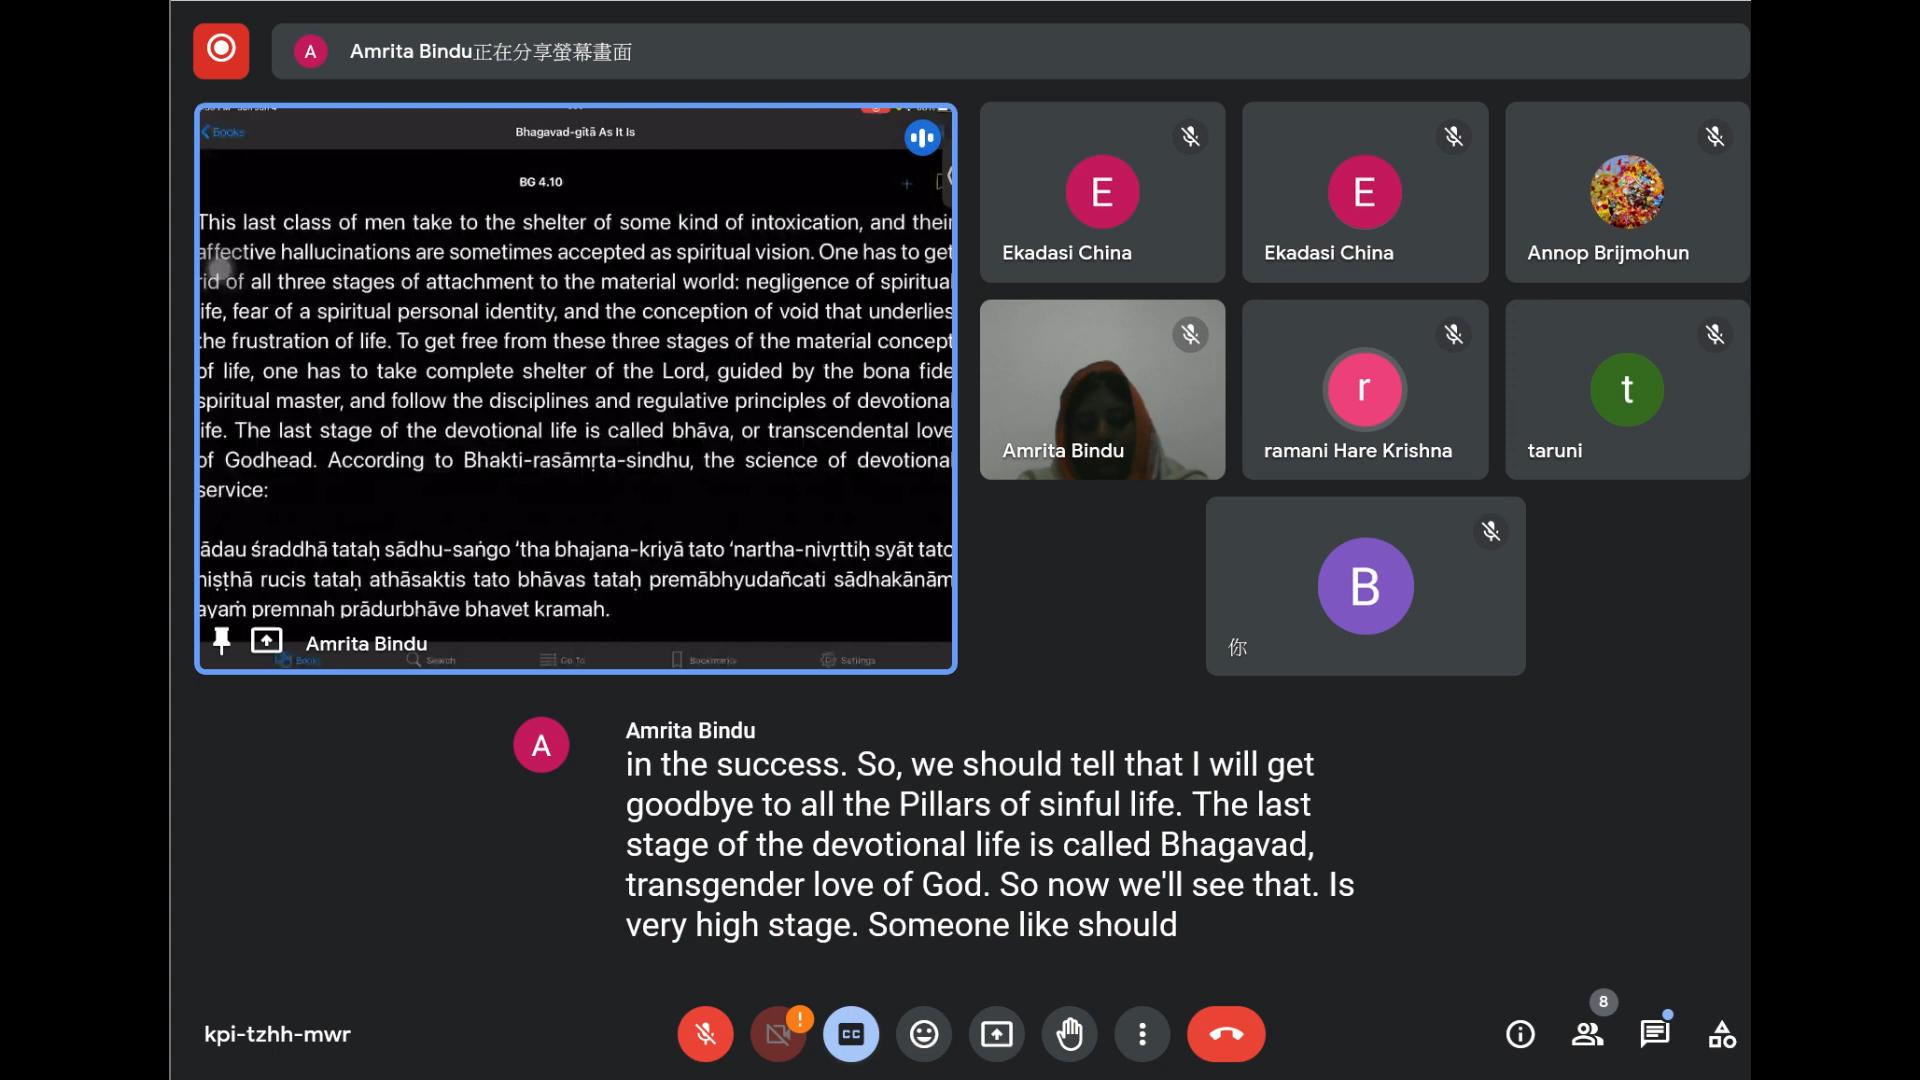 A
Amrita Bindu正在分享螢幕畫面
Books
Bhagavad-gītā As It Is
BG 4.10
This last class of men take to the shelter of some kind of intoxication, and their
affective hallucinations are sometimes accepted as spiritual vision. One has to get
rid of all three stages of attachment to the material world: negligence of spiritual
life, fear of a spiritual personal identity, and the conception of void that underlies
the frustration of life. To get free from these three stages of the material concept
of life, one has to take complete shelter of the Lord, guided by the bona fide
spiritual master, and follow the disciplines and regulative principles of devotional
life. The last stage of the devotional life is called bhāva, or transcendental love
of Godhead. According to Bhakti-rasāmṛta-sindhu, the science of devotional
service:
ādau śraddhā tataḥ sādhu-saṅgo ‘tha bhajana-kriyā tato ‘nartha-nivṛttiḥ syāt tato
niṣṭhā rucis tataḥ athāsaktis tato bhāvas tataḥ premābhyudañcati sādhakānām
ayaṁ premnah prādurbhāve bhavet kramah.
Amrita Bindu
Books
Search
Go To
Bookmarks
Settings
E
Ekadasi China
E
Ekadasi China
Annop Brijmohun
Amrita Bindu
r
ramani Hare Krishna
t
taruni
B
你
A
Amrita Bindu
in the success. So, we should tell that I will get
goodbye to all the Pillars of sinful life. The last
stage of the devotional life is called Bhagavad,
transgender love of God. So now we'll see that. Is
very high stage. Someone like should
kpi-tzhh-mwr
!
CC
8